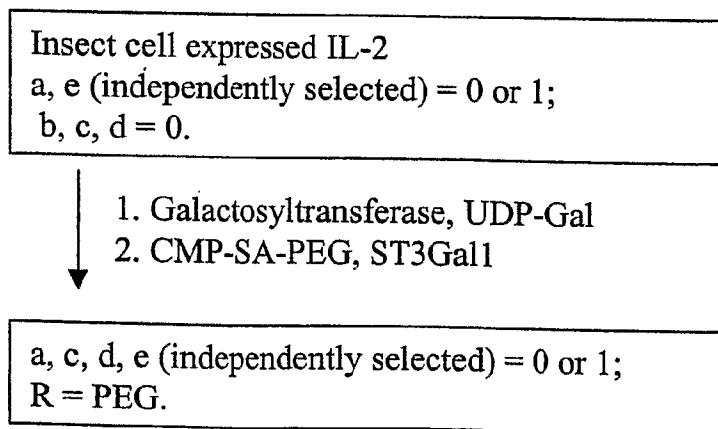 Insect cell expressed IL-2
a, e (independently selected) = 0 or 1;
b, c, d = 0.
1. Galactosyltransferase, UDP-Gal
2. CMP-SA-PEG, ST3Gal1
a, c, d, e (independently selected) = 0 or 1;
R = PEG.